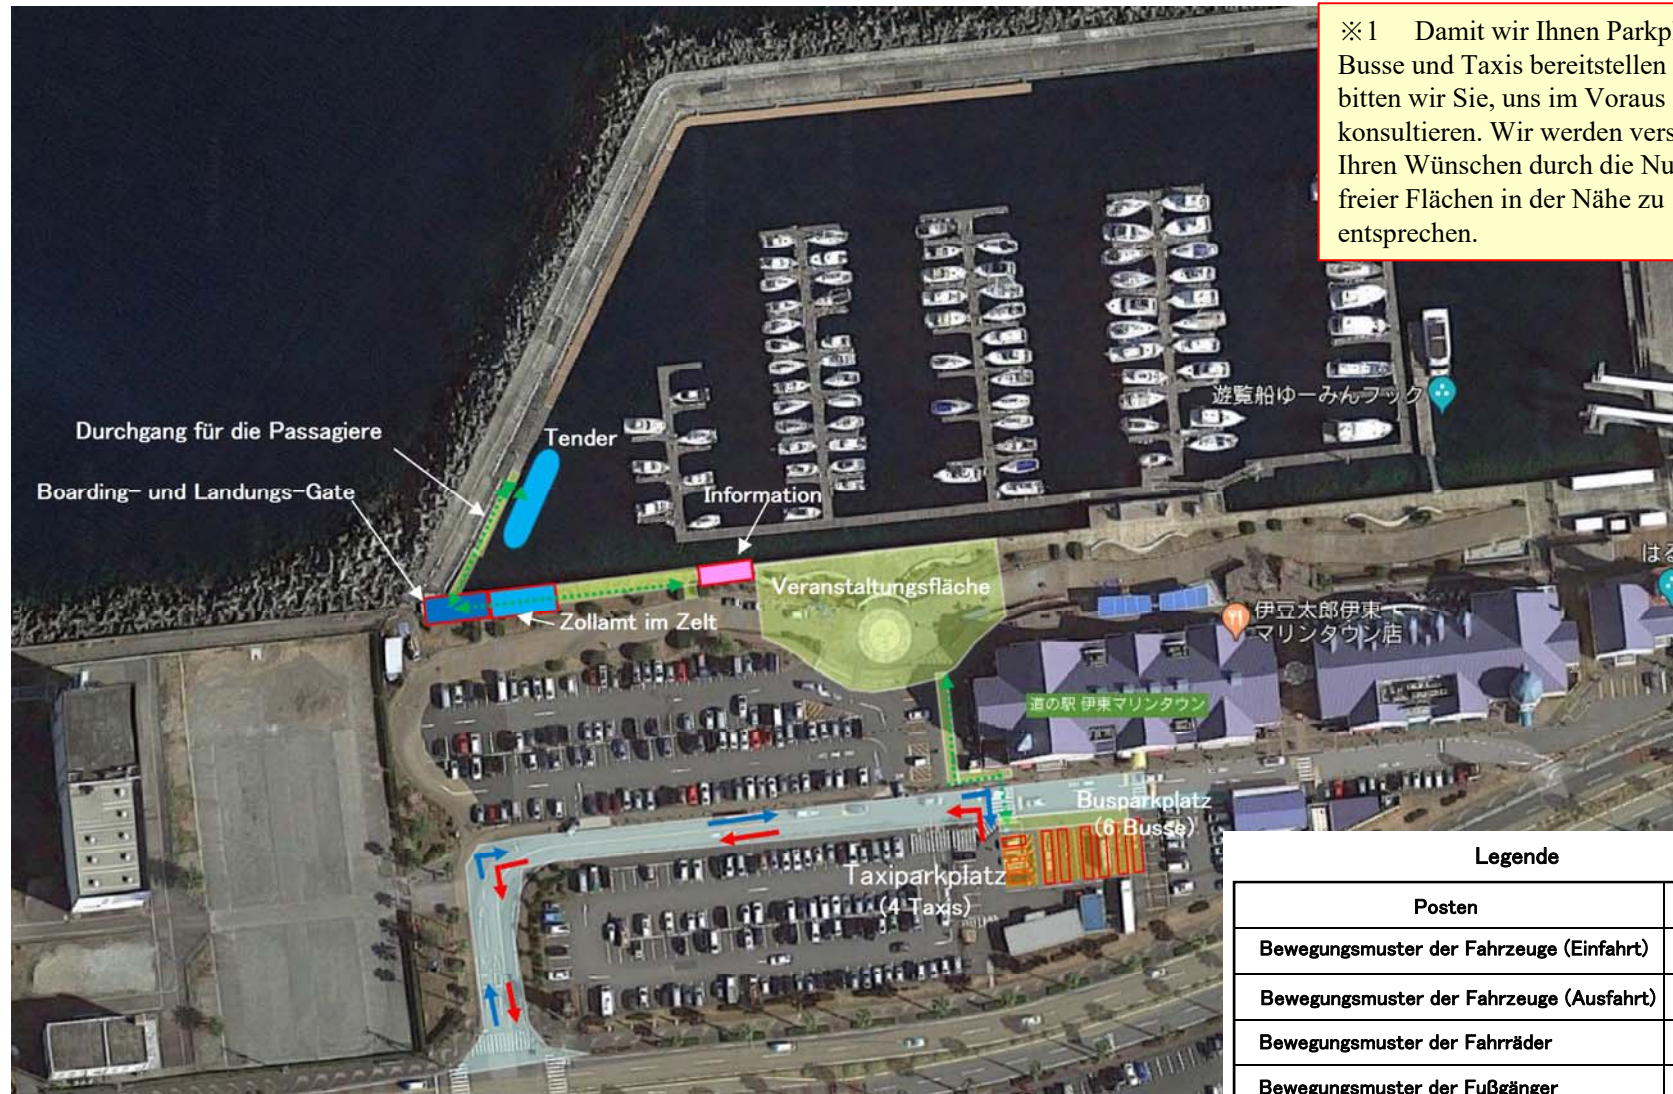 ※1 Damit wir Ihnen
Busse und Taxis bereitstellen
bitten wir Sie, uns im Voraus
konsultieren. Wir werden
Ihren Wünschen durch die
freier Flächen in der Nähe zu
entsprechen.
遊覧船ゆーみんフック
Durchgang für die Passagiere
Tender
Boarding- und Landungs-Gate
Information
Veranstaltungsfläche
Zollamt im Zelt
伊豆太郎伊東
マリンタウン店
道の駅 伊東マリンタウン
Busparkplatz
(6 Busse)
Taxiparkplatz
(4 Taxis)
Legende
Posten
Bewegungsmuster der Fahrzeuge (Einfahrt)
Bewegungsmuster der Fahrzeuge (Ausfahrt)
Bewegungsmuster der Fahrräder
Bewegungsmuster der Fußgänger